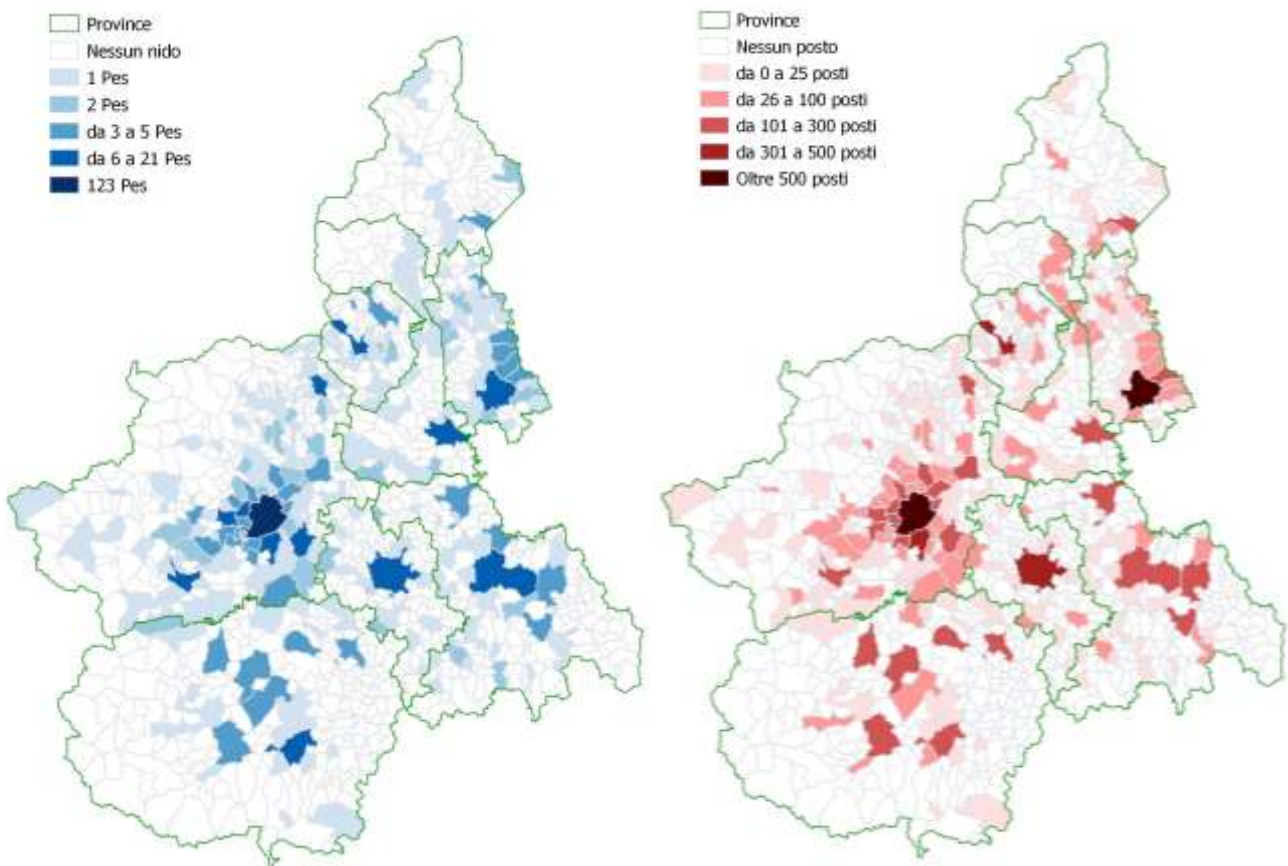 Province
Nessun nido
1 Pes
2 Pes
da 3 a 5 Pes
da 6 a 21 Pes
123 Pes
Province
Nessun posto
da 0 a 25 posti
da 26 a 100 posti
da 101 a 300 posti
da 301 a 500 posti
Oltre 500 posti